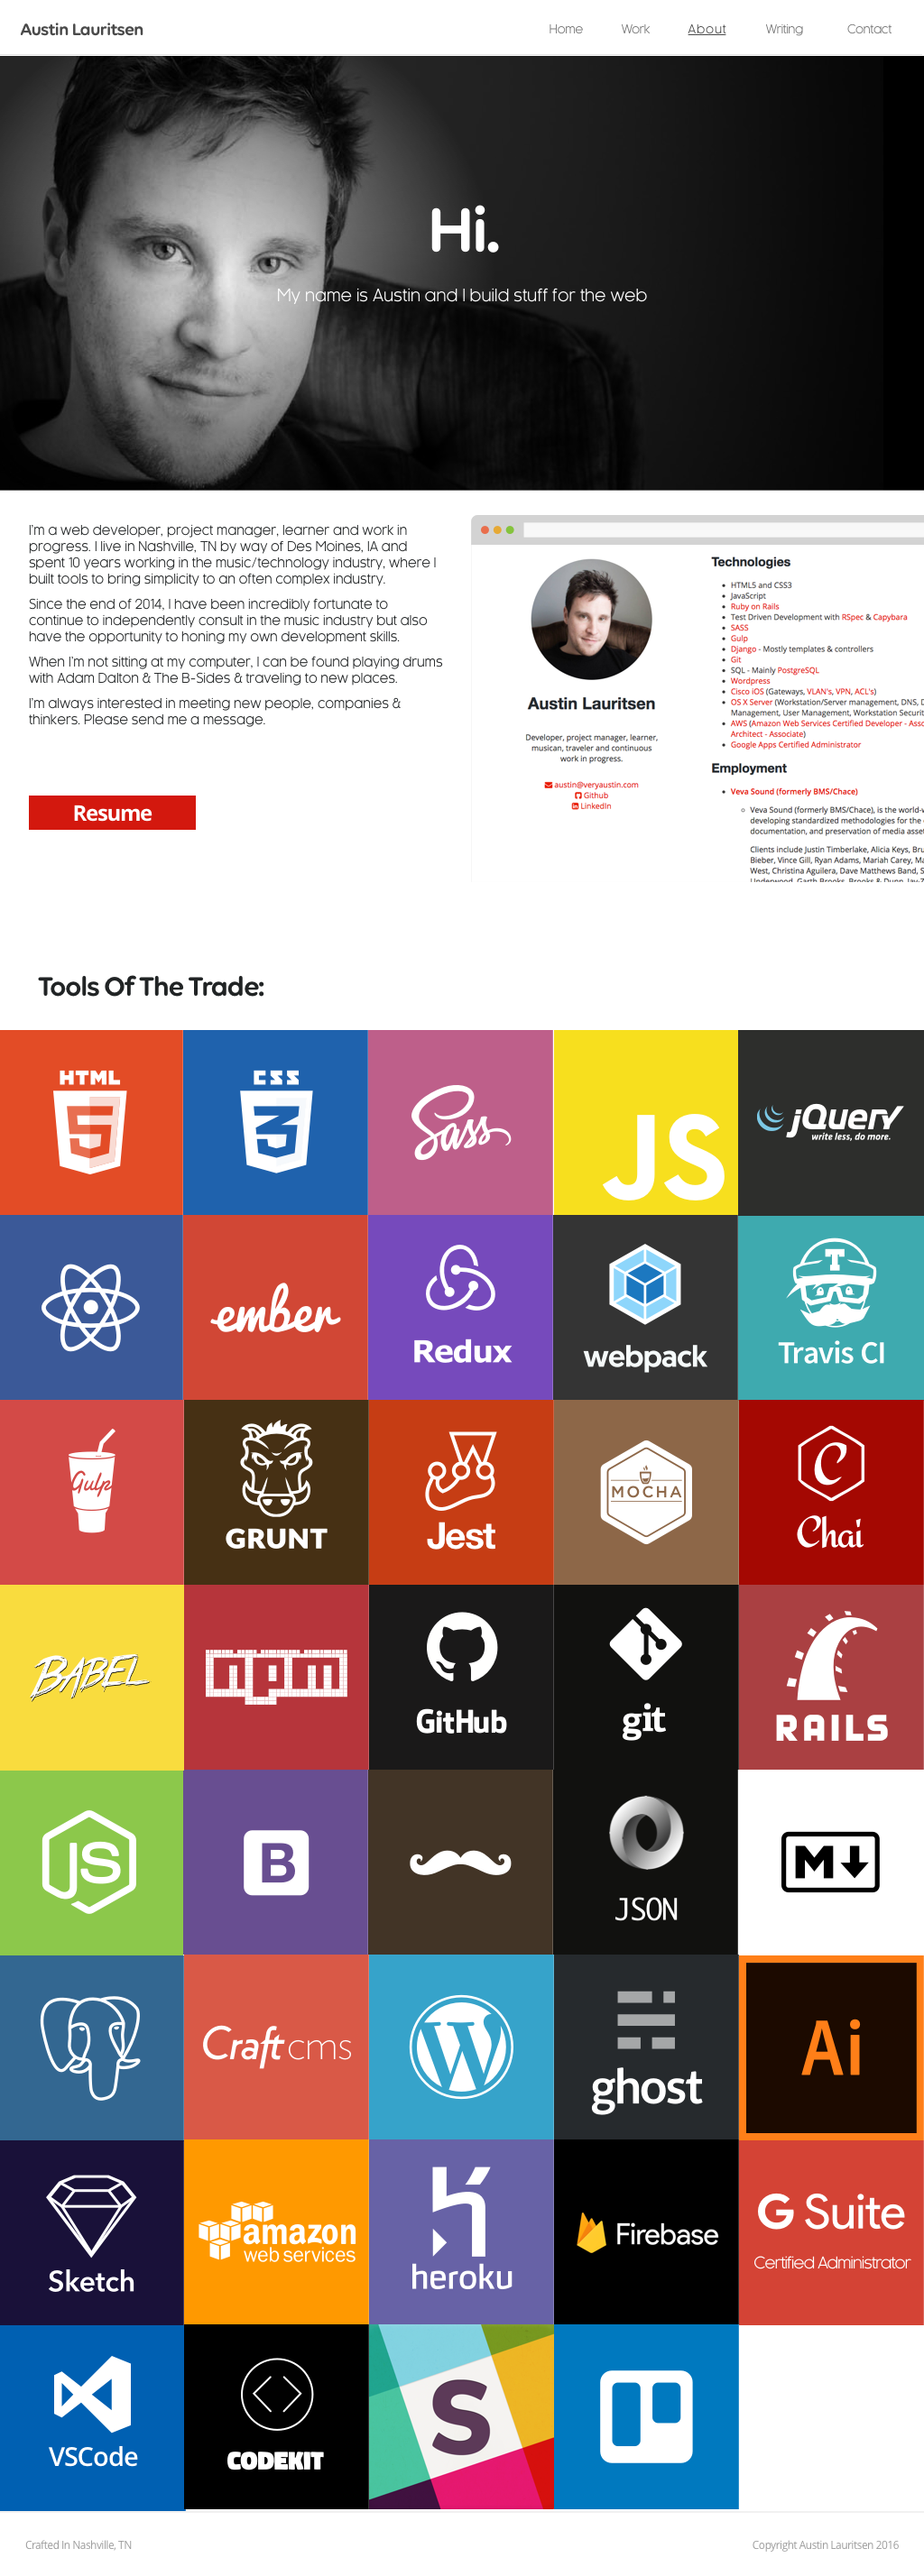 Austin Lauritsen
Home Work About Writing Contact
Hi.
My name is Austin and I build stuff for the web
I'm a web developer, project manager, learner and work in
progress. I live in Nashville, TN by way of Des Moines, IA and
spent 10 years working in the music/technology industry, where I
built tools to bring simplicity to an often complex industry.
Since the end of 2014, I have been incredibly fortunate to
continue to independently consult in the music industry but also
have the opportunity to honing my own development skills.
When I'm not sitting at my computer, I can be found playing drums
with Adam Dalton & The B-Sides & traveling to new places.
I'm always interested in meeting new people, companies &
thinkers. Please send me a message.
Resume
Austin Lauritsen
Developer, project manager, learner,
musican, traveler and continuous
work in progress.
austin@veryaustin.com
Github
LinkedIn
Technologies
HTML5 and CSS3
JavaScript
Ruby on Rails
Test Driven Development with RSpec & Capybara
SASS
Gulp
Django - Mostly templates & controllers
Git
SQL - Mainly PostgreSQL
Wordpress
Cisco iOS (Gateways, VLAN's, VPN, ACL's)
OS X Server (Workstation/Server management, DNS,
Management, User Management, Workstation
AWS (Amazon Web Services Certified Developer -
Architect - Associate)
Google Apps Certified Administrator
Employment
Veva Sound (formerly BMS/Chace)
Veva Sound (formerly BMS/Chace), is the
developing standardized methodologies for the
documentation, and preservation of media
Clients include Justin Timberlake, Alicia Keys,
Bieber, Vince Gill, Ryan Adams, Mariah Carey,
West, Christina Aguilera, Dave Matthews Band,
Underwood, Garth Brooks, Brooks & Dunn,
Tools Of The Trade:
HTML
5
CSS
3
Sass
JS
jQuery
write less, do more.
ember
Redux
webpack
T
Travis CI
Gulp
GRUNT
Jest
MOCHA
C
Chai
BABEL
npm
GitHub
git
RAILS
JS
B
JSON
M
Craft cms
W
ghost
Ai
Sketch
amazon
web services
heroku
Firebase
G Suite
Certified Administrator
VSCode
CODEKIT
S
Crafted In Nashville, TN
Copyright Austin Lauritsen 2016